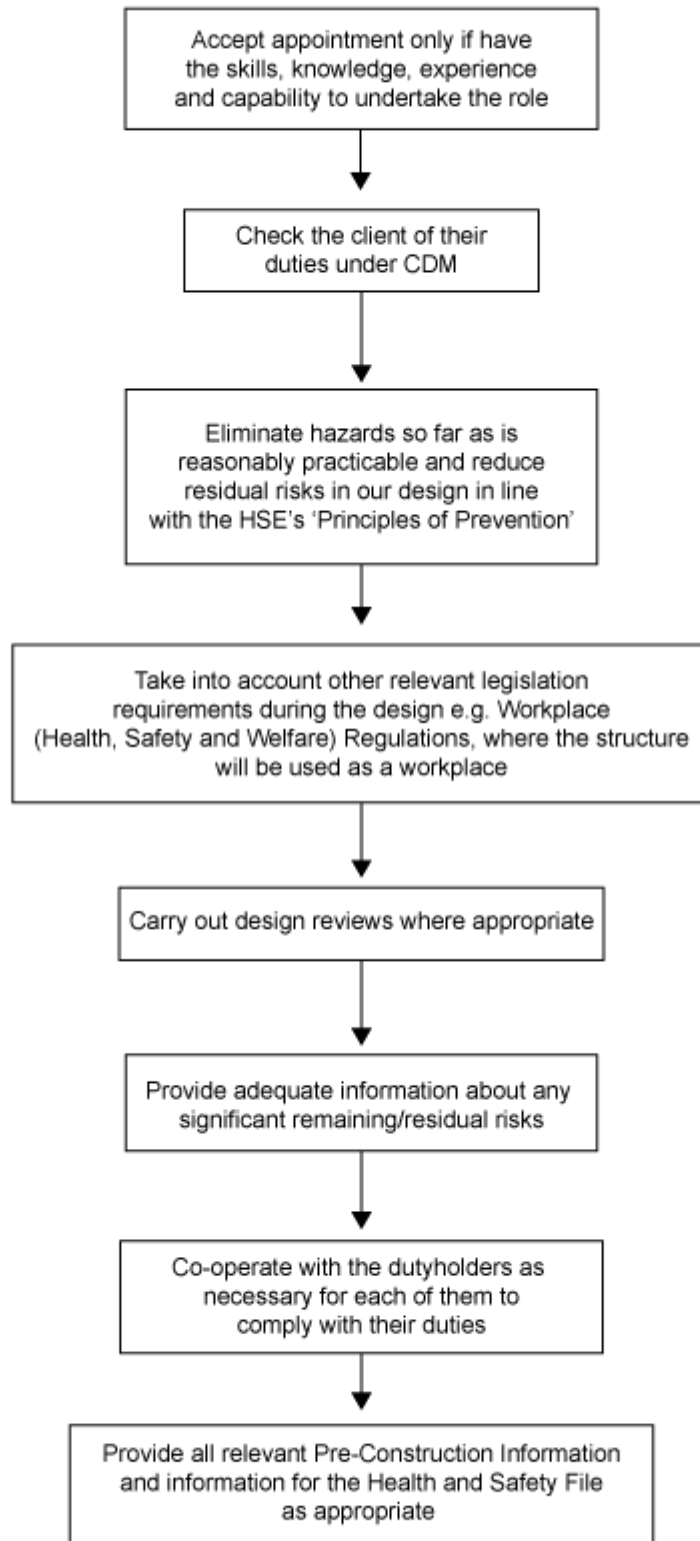 Accept appointment only if have
the skills, knowledge, experience
and capability to undertake the role
Check the client of their
duties under CDM
Eliminate hazards so far as is
reasonably practicable and reduce
residual risks in our design in line
with the HSE's ‘Principles of Prevention’
Take into account other relevant legislation
requirements during the design e.g. Workplace
(Health, Safety and Welfare) Regulations, where the structure
will be used as a workplace
Carry out design reviews where appropriate
Provide adequate information about any
significant remaining/residual risks
Co-operate with the dutyholders as
necessary for each of them to
comply with their duties
Provide all relevant Pre-Construction Information
and information for the Health and Safety File
as appropriate